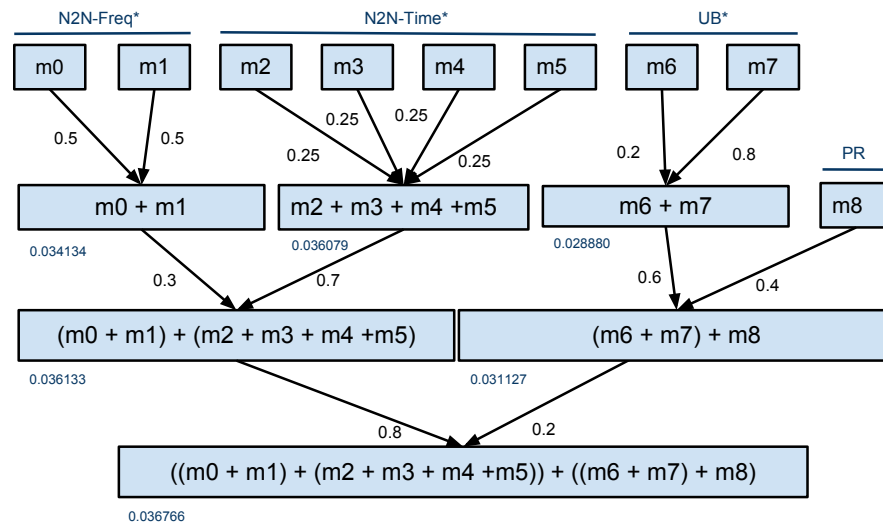 N2N-Freq*
N2N-Time*
UB*
m0
m1
m2
m3
m4
m5
m6
m7
0.5
0.5
0.25
0.25
0.25
0.25
0.2
0.8
PR
m0 + m1
m2 + m3 + m4 +m5
m6 + m7
m8
0.034134
0.036079
0.028880
0.3
0.7
0.6
0.4
(m0 + m1) + (m2 + m3 + m4 +m5)
(m6 + m7) + m8
0.036133
0.031127
0.8
0.2
((m0 + m1) + (m2 + m3 + m4 +m5)) + ((m6 + m7) + m8)
0.036766